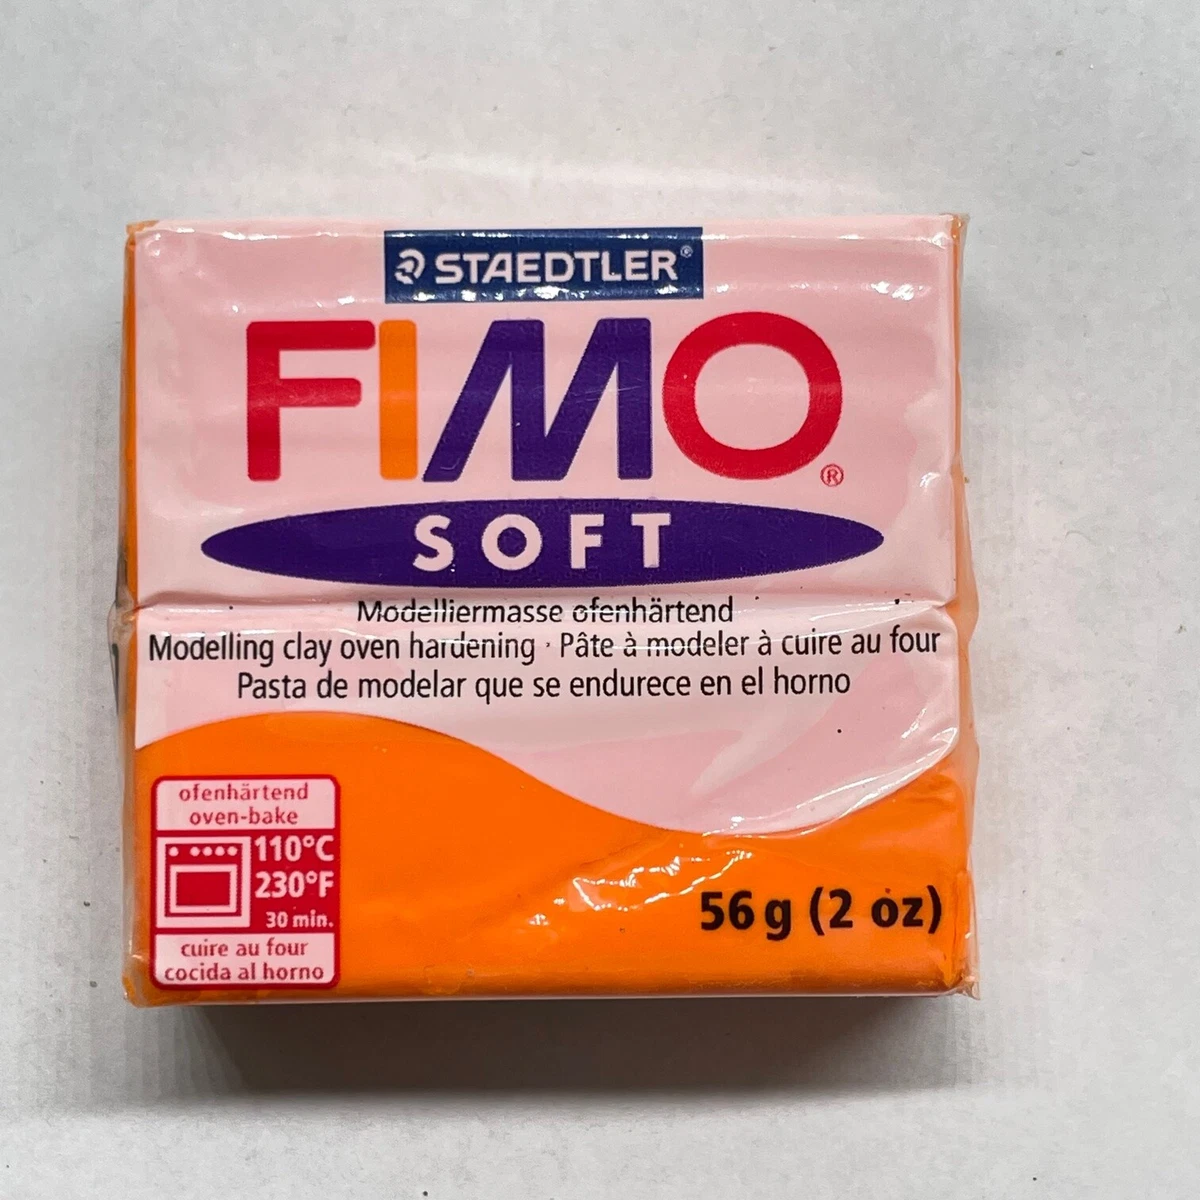 STAEDTLER®
FIMO®
SOFT
Modelliermasse ofenhärtend
Modelling clay oven hardening · Pâte à modeler à cuire au four
Pasta de modelar que se endurece en el horno
ofenhärtend
oven-bake
110°C
230°F
30 min.
cuire au four
cocida al horno
56 g (2 oz)